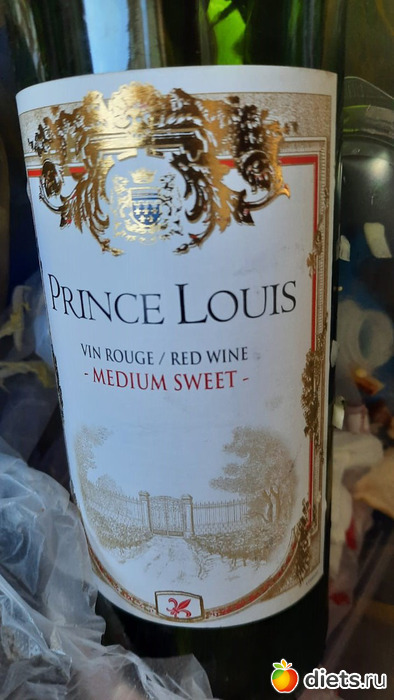 PRINCE LOUIS
VIN ROUGE / RED WINE
- MEDIUM SWEET -
diets.ru